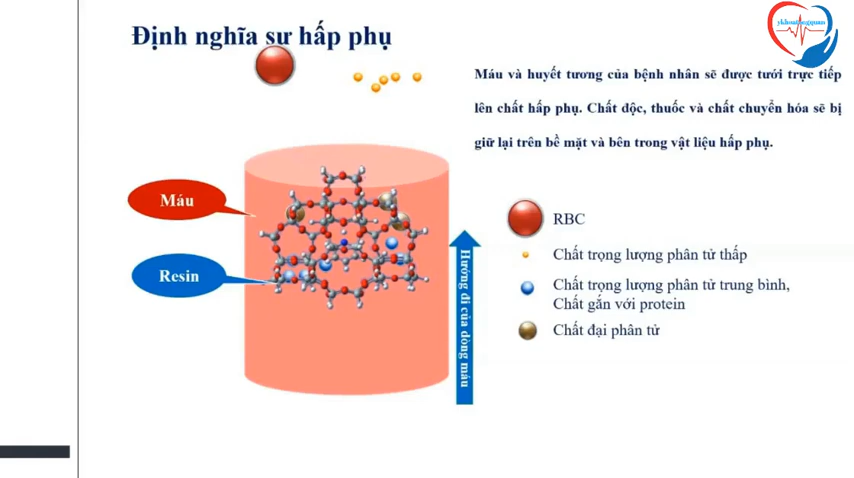 ykhoatongquan
Định nghĩa sự hấp phụ
Máu và huyết tương của bệnh nhân sẽ được tưới trực tiếp
lên chất hấp phụ. Chất độc, thuốc và chất chuyển hóa sẽ bị
giữ lại trên bề mặt và bên trong vật liệu hấp phụ.
Máu
Resin
Hướng đi của dòng máu
RBC
Chất trọng lượng phân tử thấp
Chất trọng lượng phân tử trung bình,
Chất gắn với protein
Chất đại phân tử